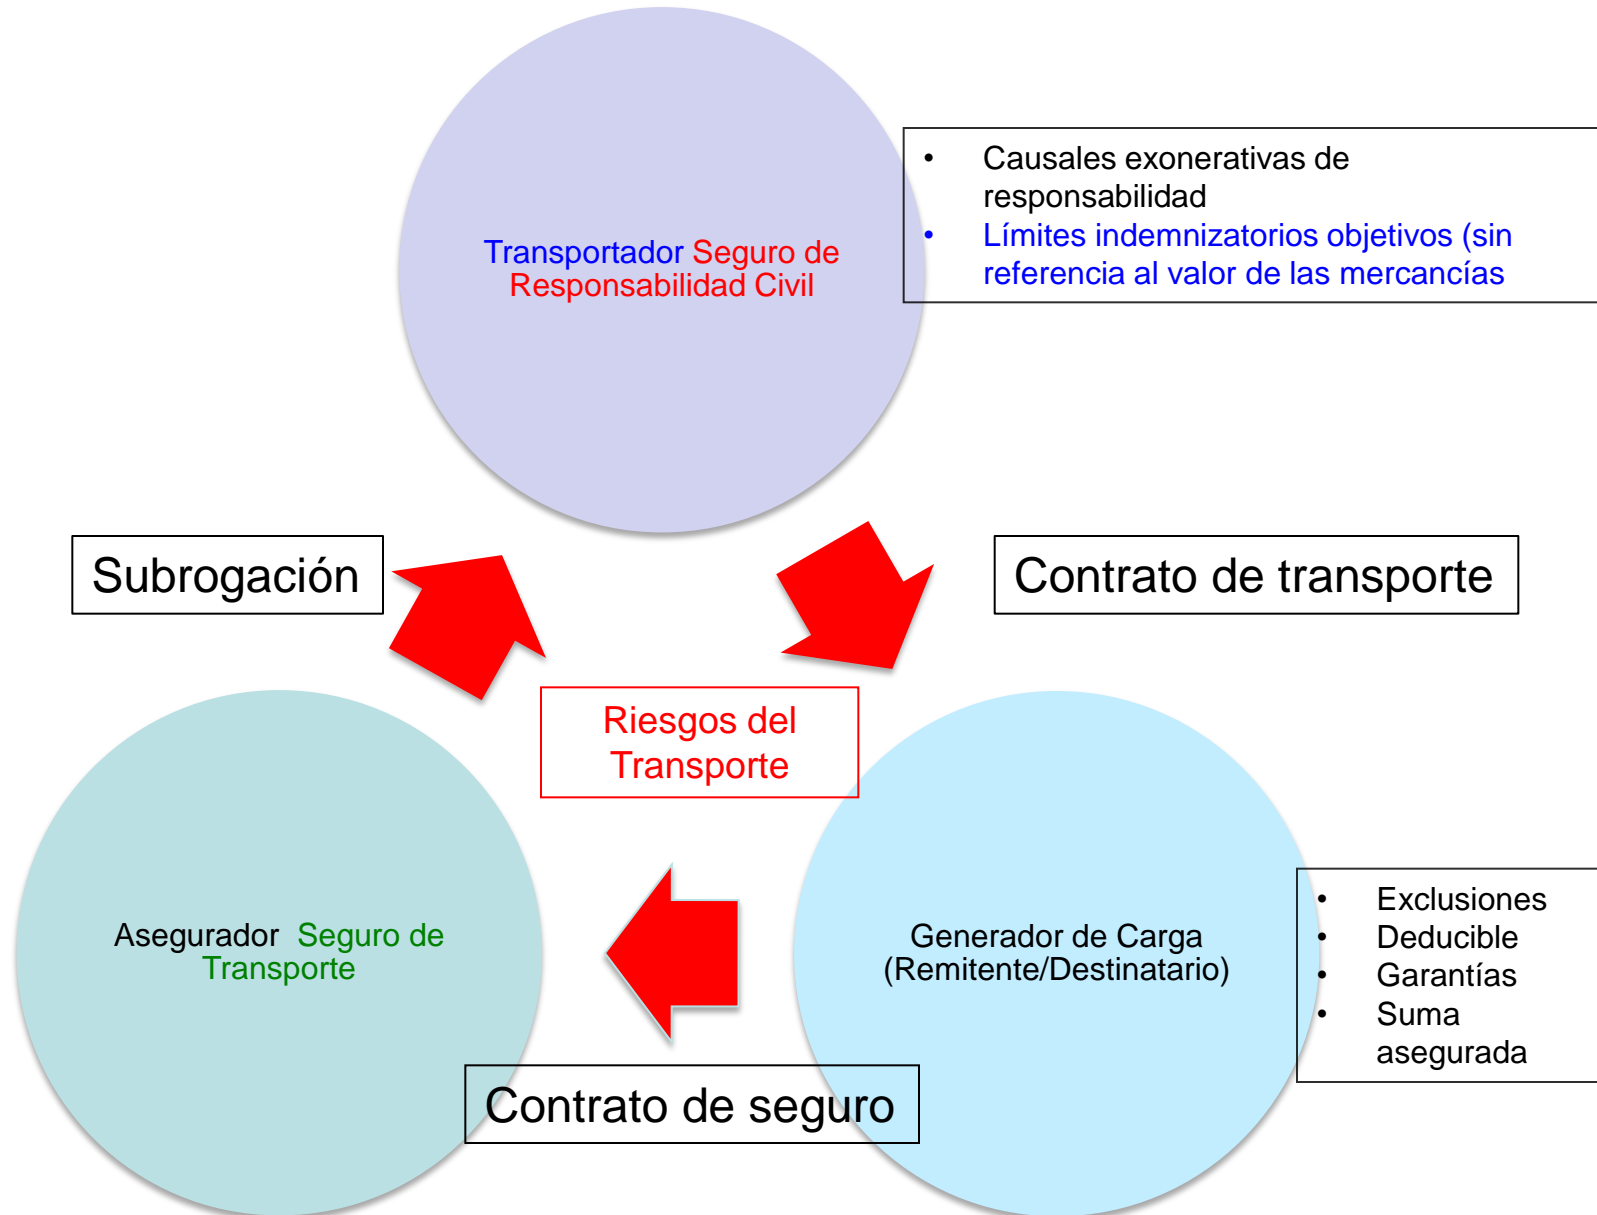 Transportador Seguro de
Responsabilidad Civil
• Causales exonerativas de
responsabilidad
• Límites indemnizatorios objetivos (sin
referencia al valor de las mercancías
Subrogación
Contrato de transporte
Riesgos del
Transporte
Asegurador Seguro de
Transporte
Generador de Carga
(Remitente/Destinatario)
• Exclusiones
• Deducible
• Garantías
• Suma
asegurada
Contrato de seguro